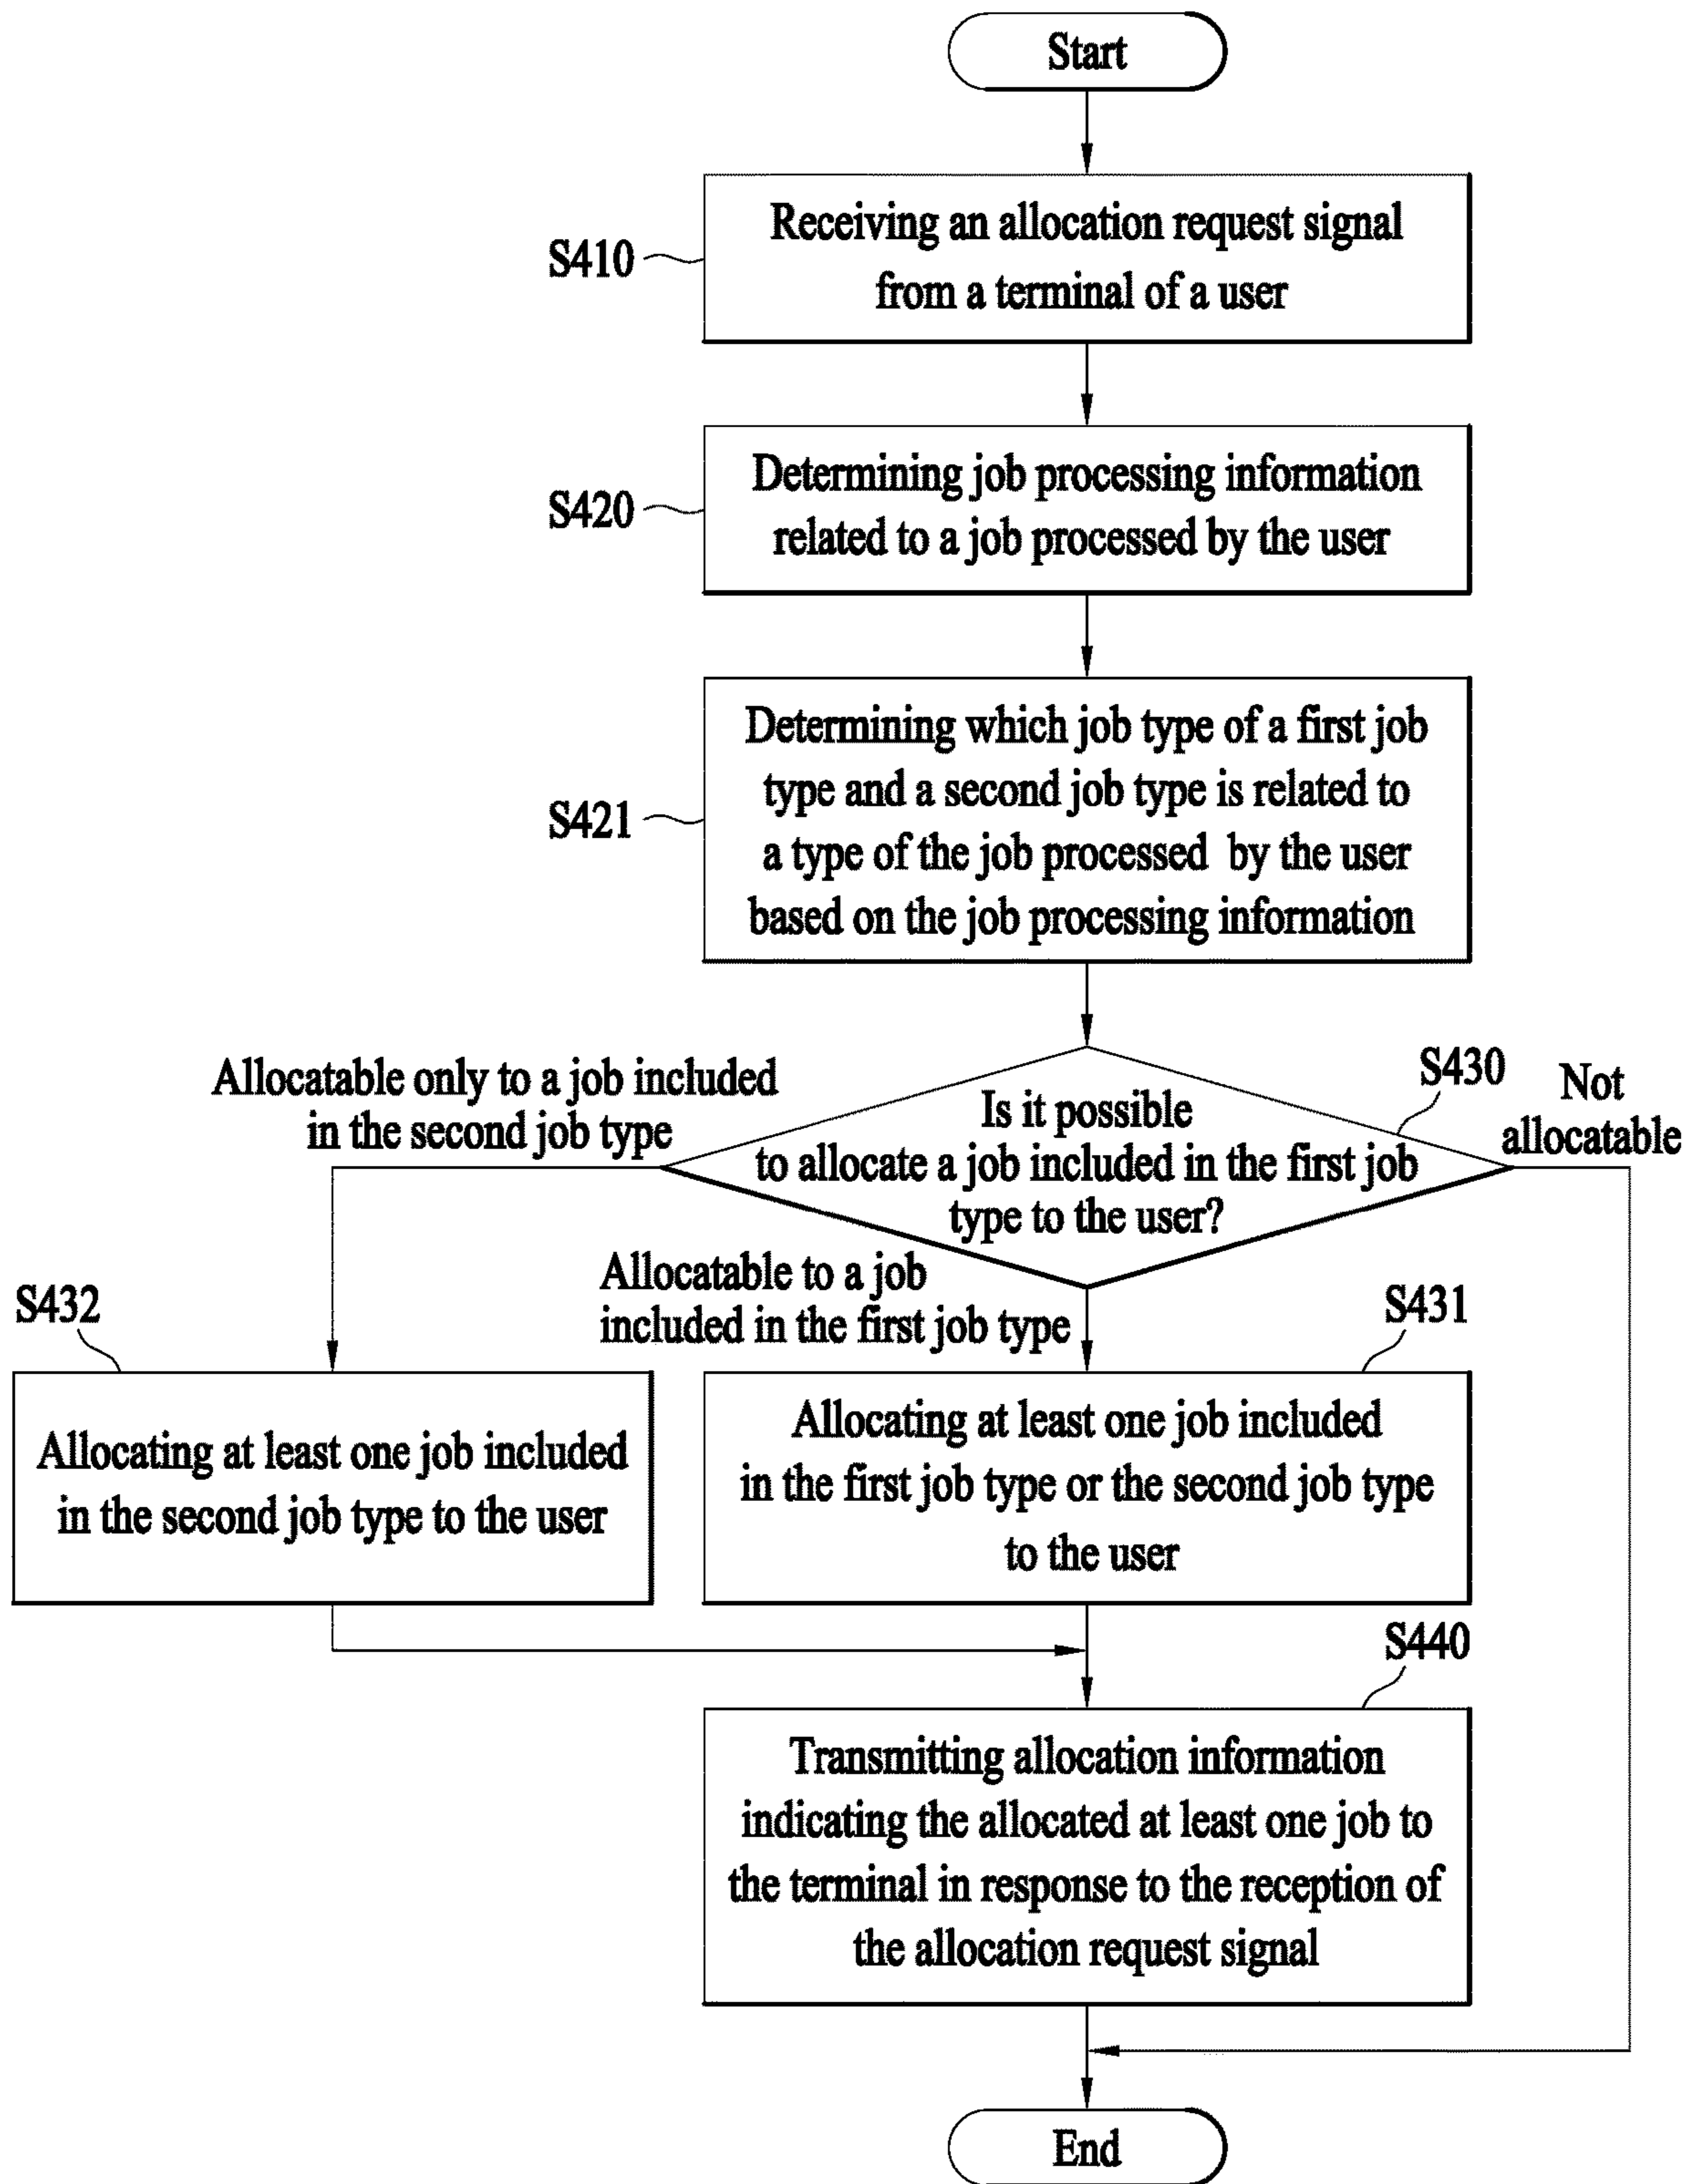 Start
S410
Receiving an allocation request signal
from a terminal of a user
S420
Determining job processing information
related to a job processed by the user
S421
Determining which job type of a first job
type and a second job type is related to
a type of the job processed by the user
based on the job processing information
Allocatable only to a job included
in the second job type
S430
Not
allocatable
Is it possible
to allocate a job included in the first job
type to the user?
Allocatable to a job
included in the first job type
S432
Allocating at least one job included
in the second job type to the user
S431
Allocating at least one job included
in the first job type or the second job type
to the user
S440
Transmitting allocation information
indicating the allocated at least one job to
the terminal in response to the reception of
the allocation request signal
End